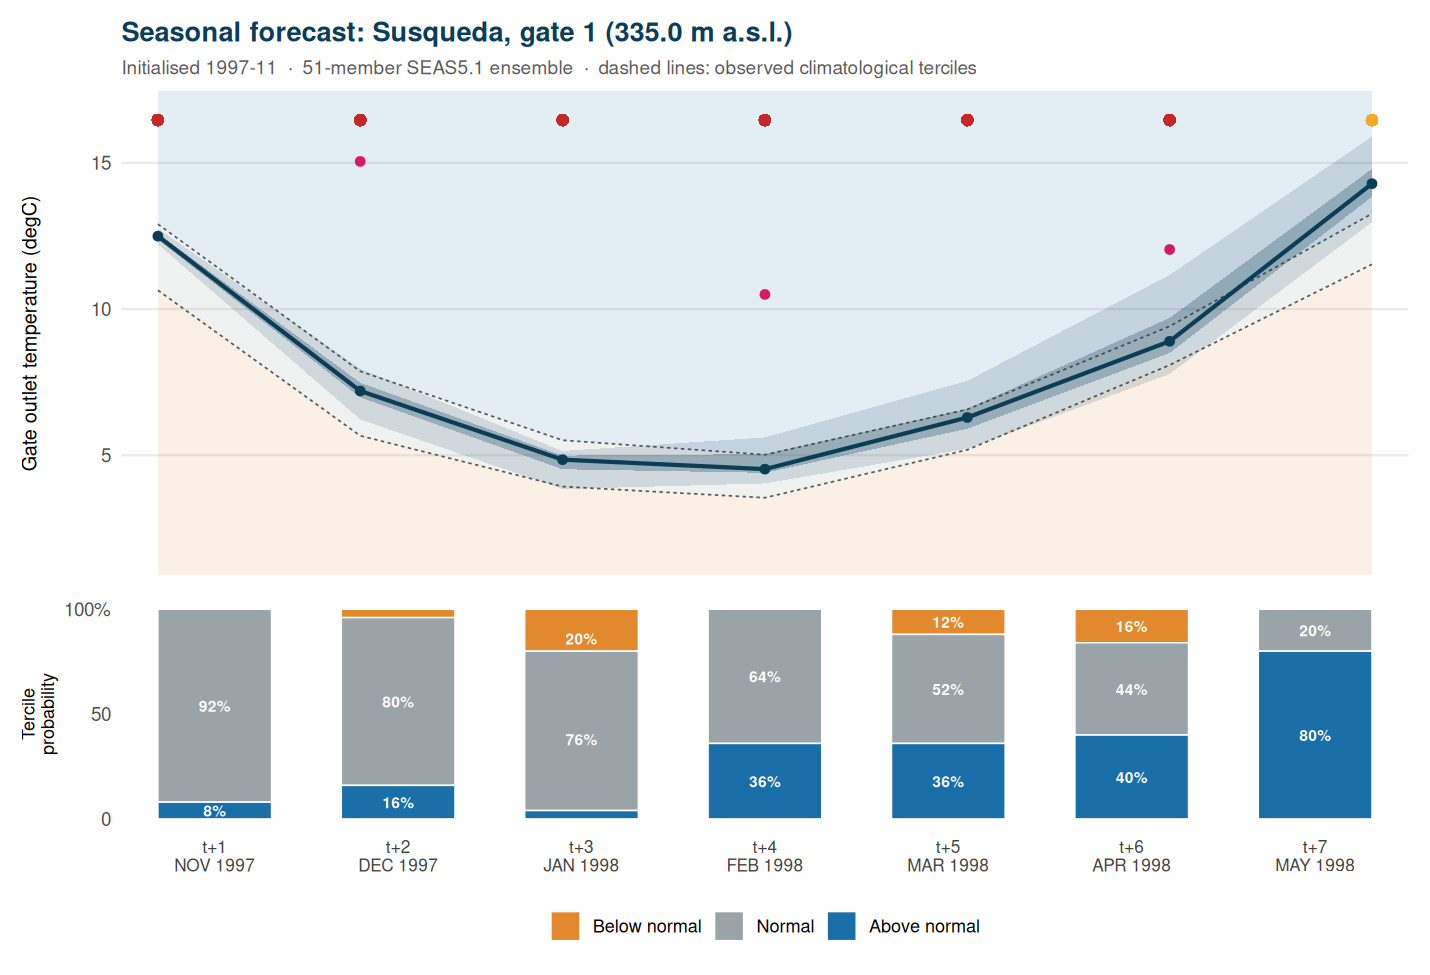 Seasonal forecast: Susqueda, gate 1 (335.0 m a.s.l.)
Initialised 1997-11 · 51-member SEAS5.1 ensemble · dashed lines: observed climatological terciles
Gate outlet temperature (degC)
15
10
5
Tercile
probability
100%
50
0
92%
8%
80%
16%
20%
76%
64%
36%
12%
52%
36%
16%
44%
40%
20%
80%
t+1
NOV 1997
t+2
DEC 1997
t+3
JAN 1998
t+4
FEB 1998
t+5
MAR 1998
t+6
APR 1998
t+7
MAY 1998
Below normal
Normal
Above normal